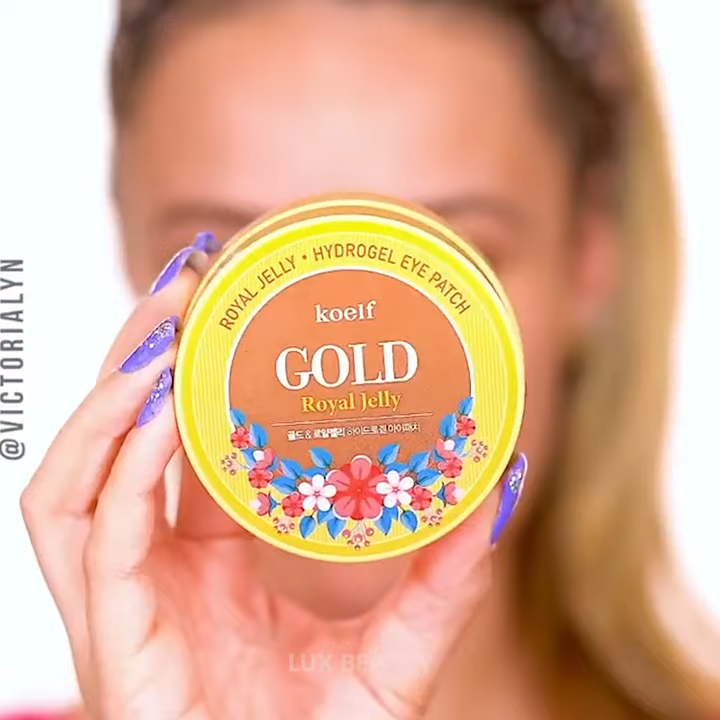 @VICTORIALYN
ROYAL JELLY • HYDROGEL EYE PATCH
koelf
GOLD
Royal Jelly
골드 & 로얄젤리 하이드로겔 아이패치
LUX BEAUTY